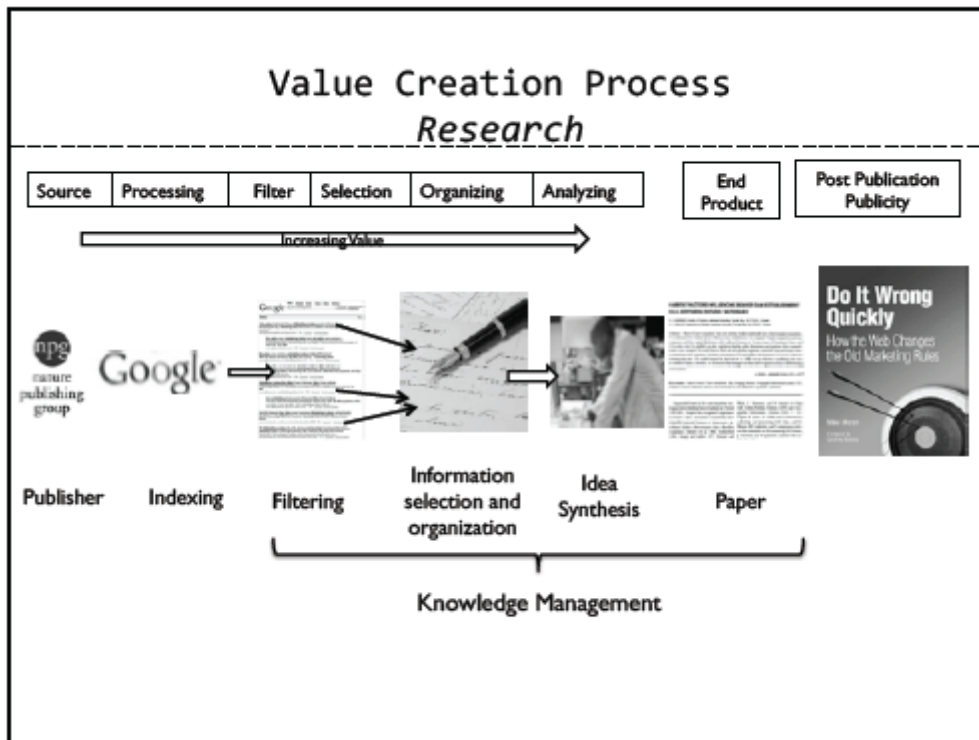 Value Creation Process
Research
Source Processing Filter Selection Organizing Analyzing
End
Product
Post Publication
Publicity
Increasing Value
npg
nature
publishing
group
Google
Google
Do It Wrong
Quickly
How the Web Changes
the Old Marketing Rules
Publisher
Indexing
Filtering
Information
selection and
organization
Idea
Synthesis
Paper
Knowledge Management